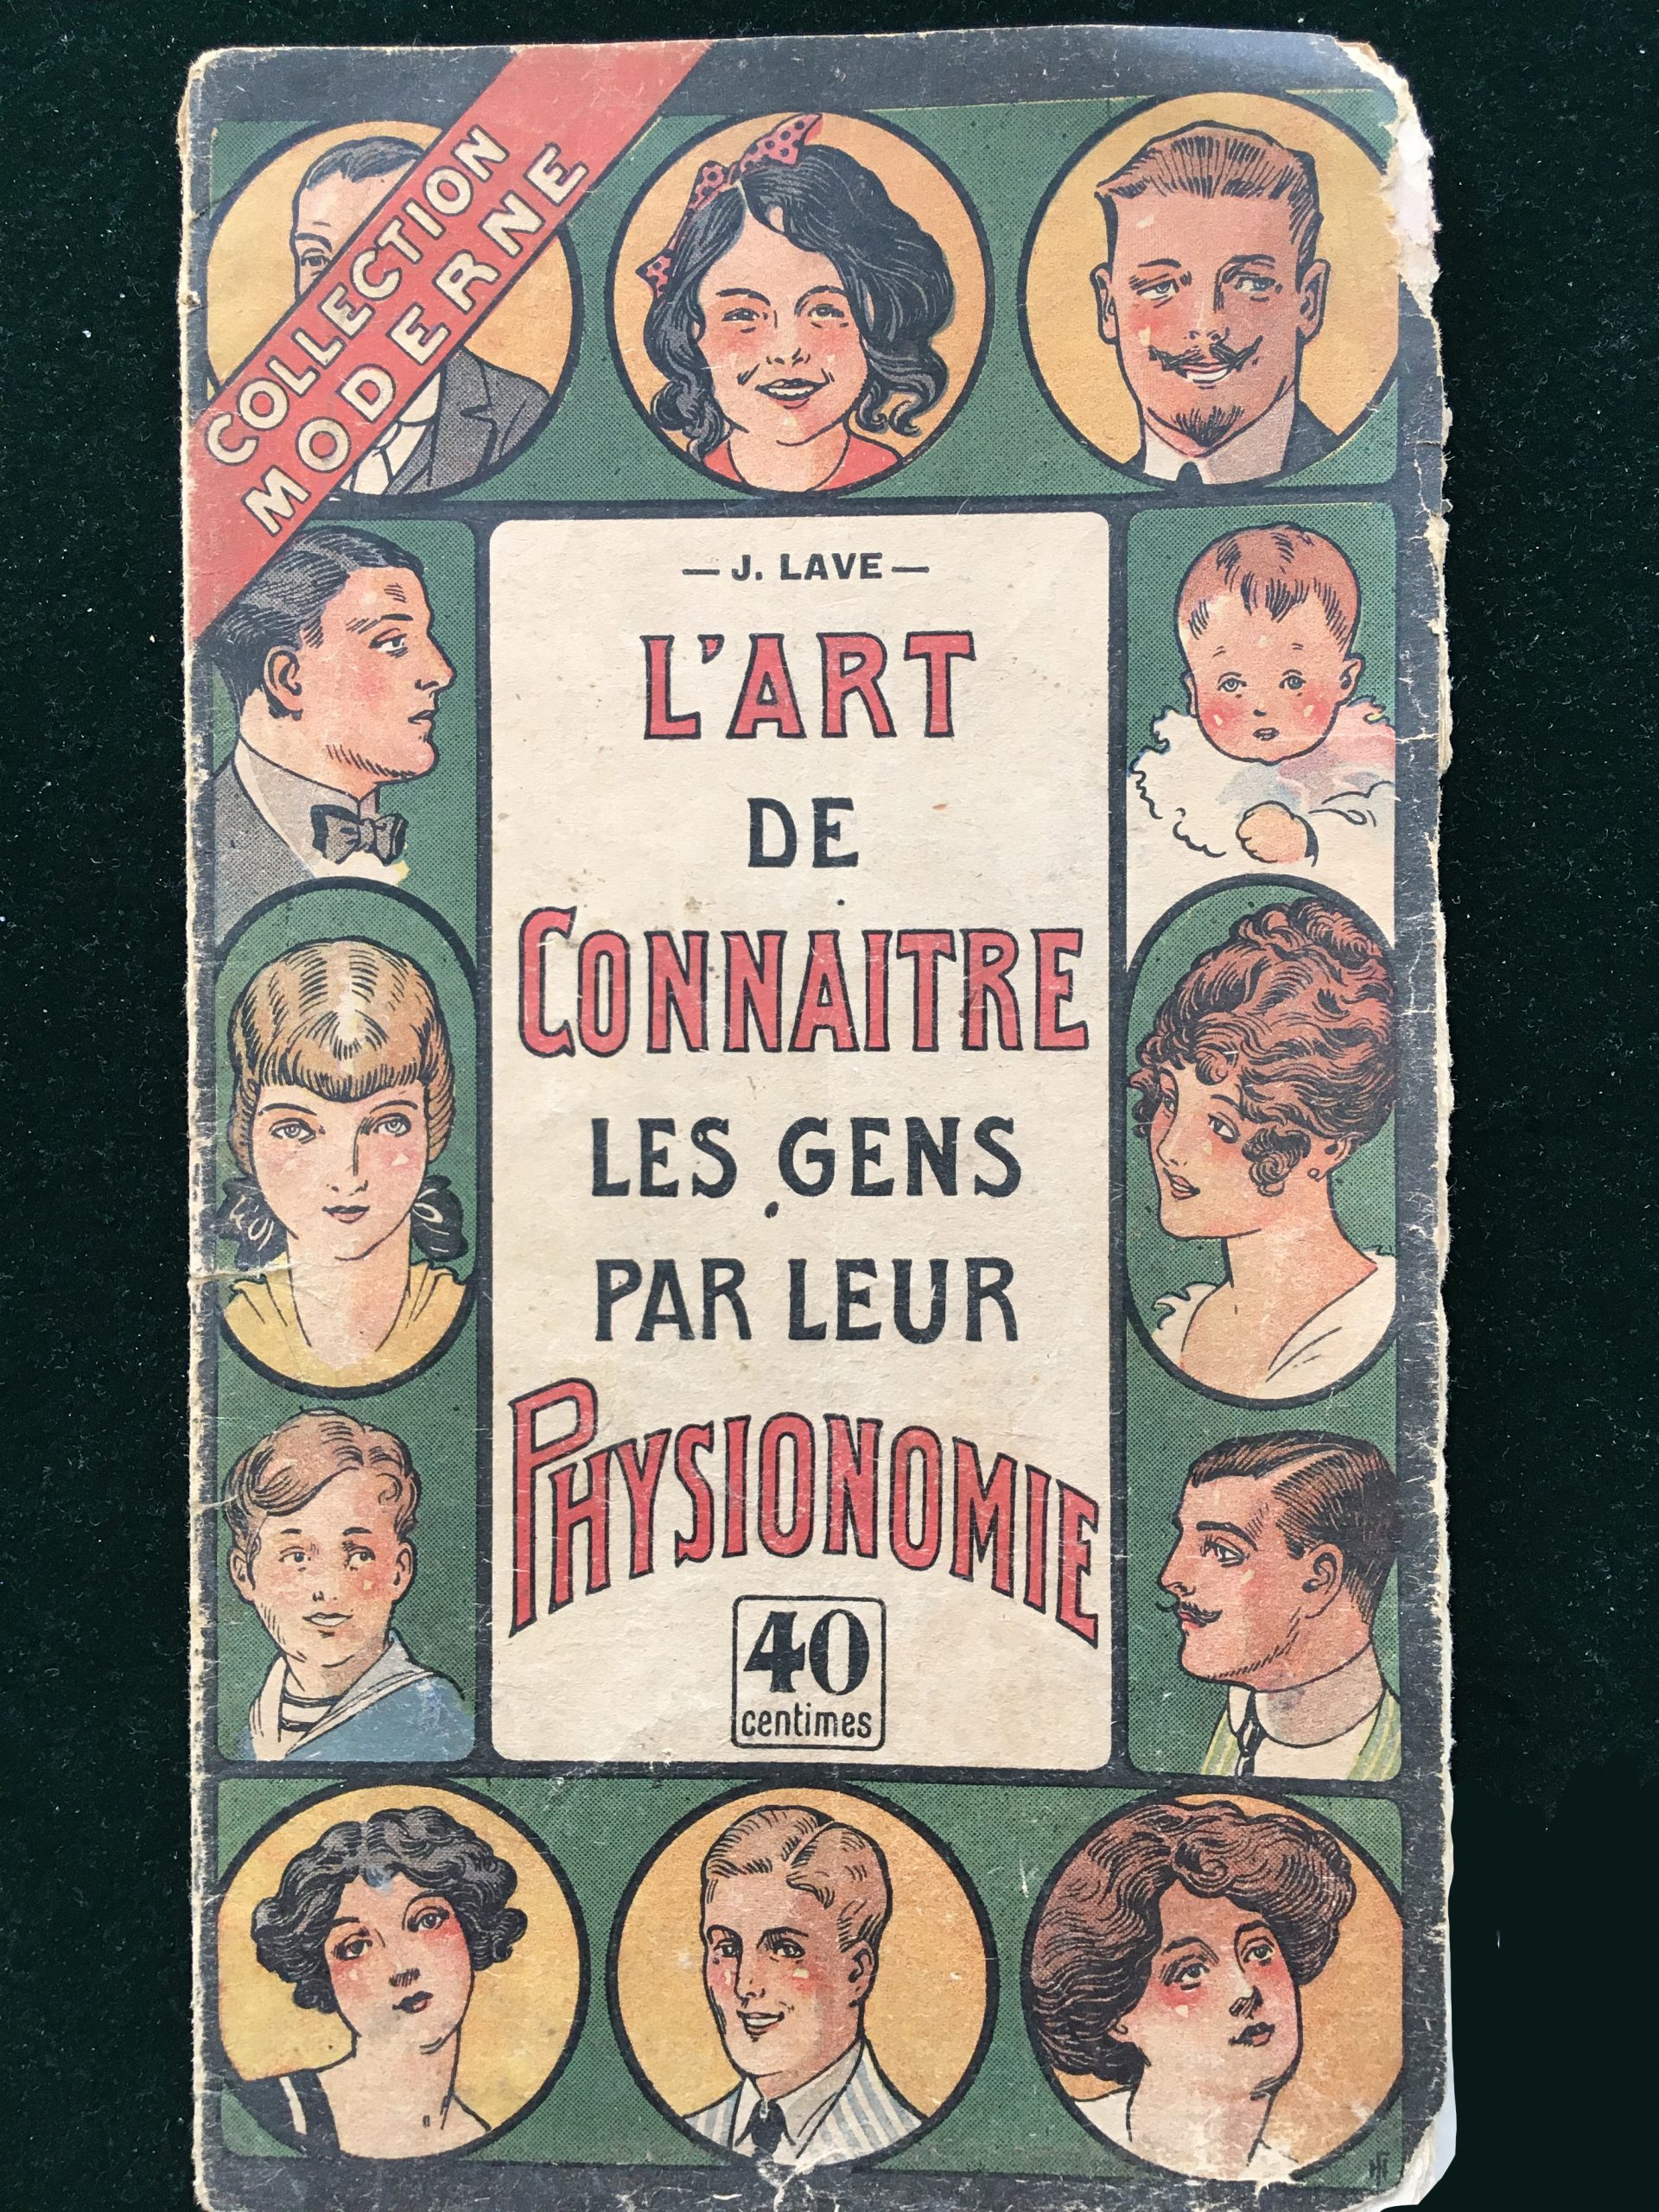 COLLECTION
MODERNE
— J. LAVE —
L'ART
DE
CONNAITRE
LES GENS
PAR LEUR
PHYSIONOMIE
40
centimes